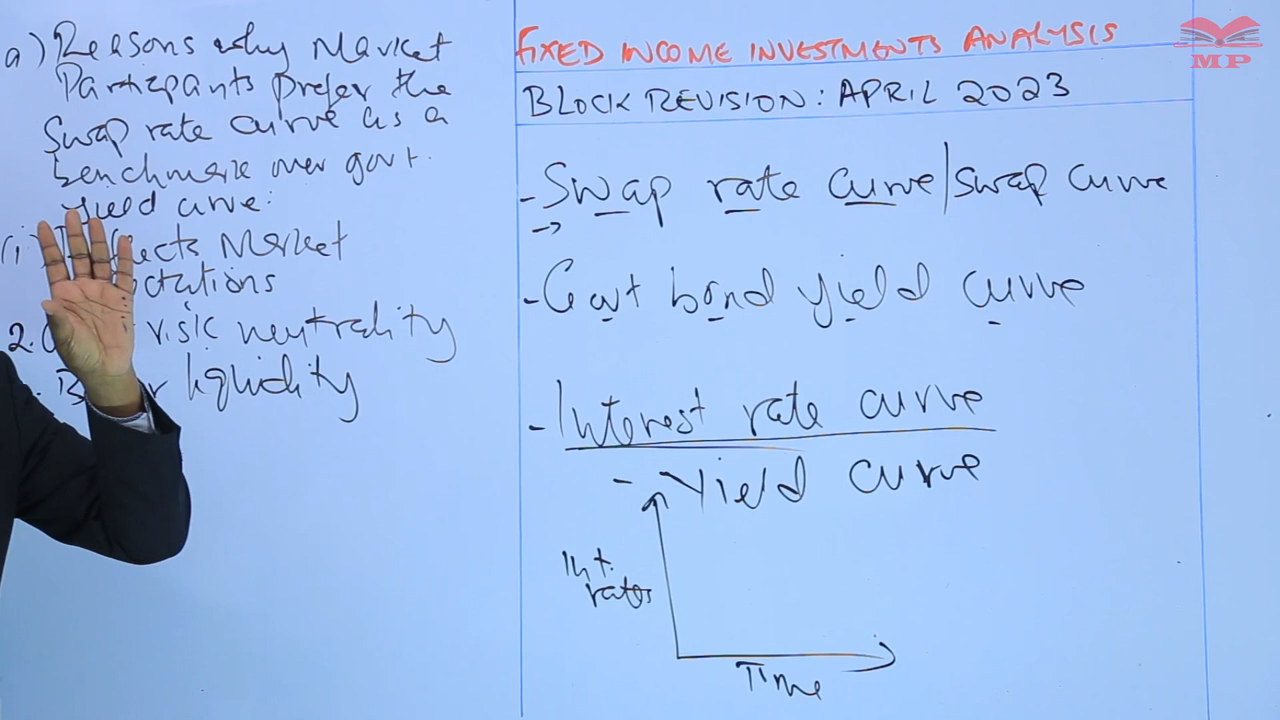 a) Reasons why Market
Participants prefer the
Swap rate curve as a
benchmark over govt.
yield curve:
(i) Market
2. risk neutrality
liquidity
FIXED INCOME INVESTMENTS ANALYSIS
BLOCK REVISION: APRIL 2023
- Swap rate curve/swap curve
→
- Govt bond yield curve
- Interest rate curve
- Yield curve
Int.
rates
Time
MP